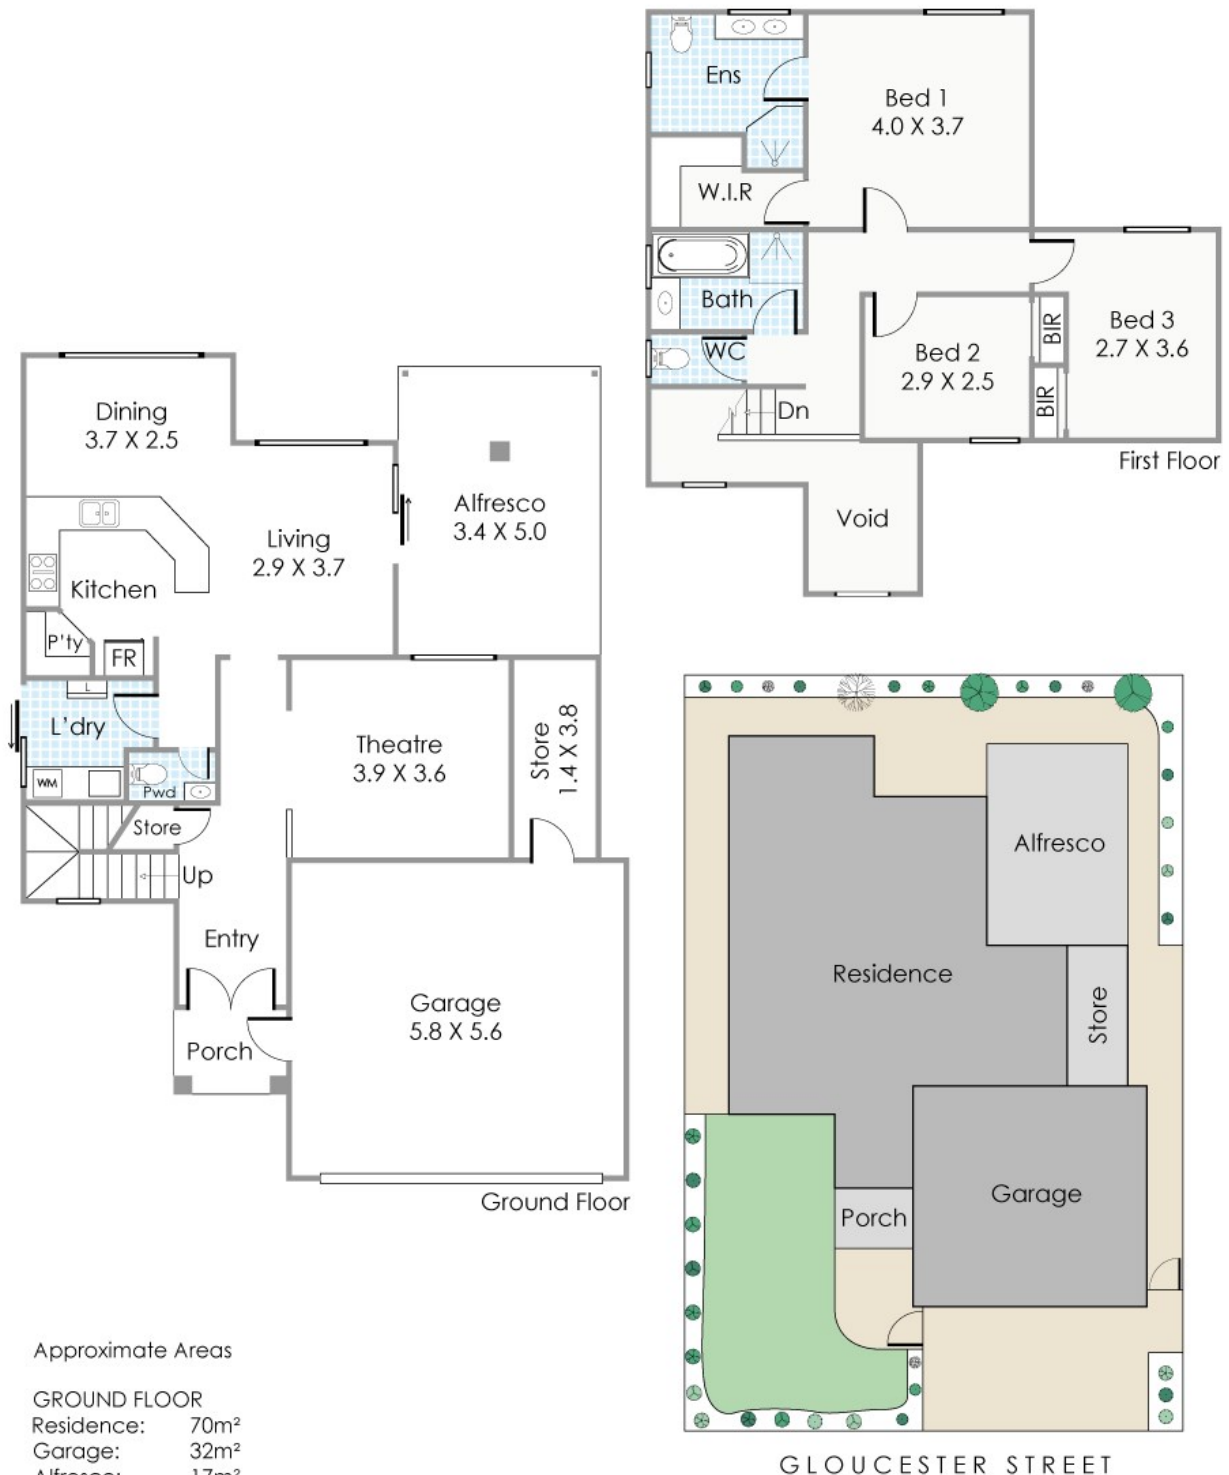 Ens
Bed 1
4.0 X 3.7
W.I.R
Bath
WC
Bed 2
2.9 X 2.5
BIR
BIR
Bed 3
2.7 X 3.6
Dn
First Floor
Void
Dining
3.7 X 2.5
Living
2.9 X 3.7
Alfresco
3.4 X 5.0
Kitchen
P'ty
FR
L
L'dry
WM
Pwd
Store
Up
Theatre
3.9 X 3.6
Store
1.4 X 3.8
Entry
Porch
Garage
5.8 X 5.6
Ground Floor
Alfresco
Residence
Store
Garage
Porch
GLOUCESTER STREET
Approximate Areas
GROUND FLOOR
Residence: 70m²
Garage: 32m²
Alfresco: 17m²